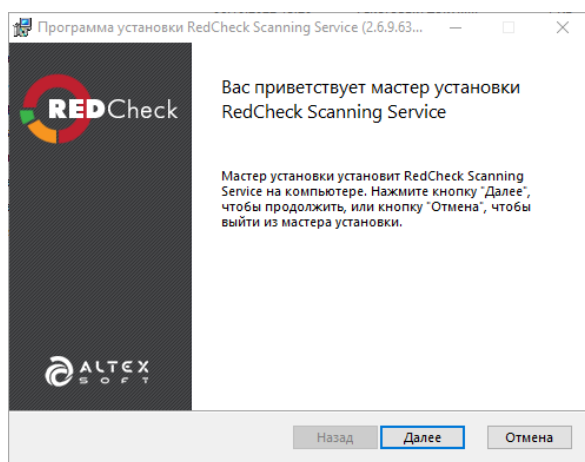 Программа установки RedCheck Scanning Service (2.6.9.63...
REDCheck
Вас приветствует мастер установки
RedCheck Scanning Service
Мастер установки установит RedCheck Scanning
Service на компьютере. Нажмите кнопку "Далее",
чтобы продолжить, или кнопку "Отмена", чтобы
выйти из мастера установки.
ALTEX
SOFT
Назад Далее Отмена